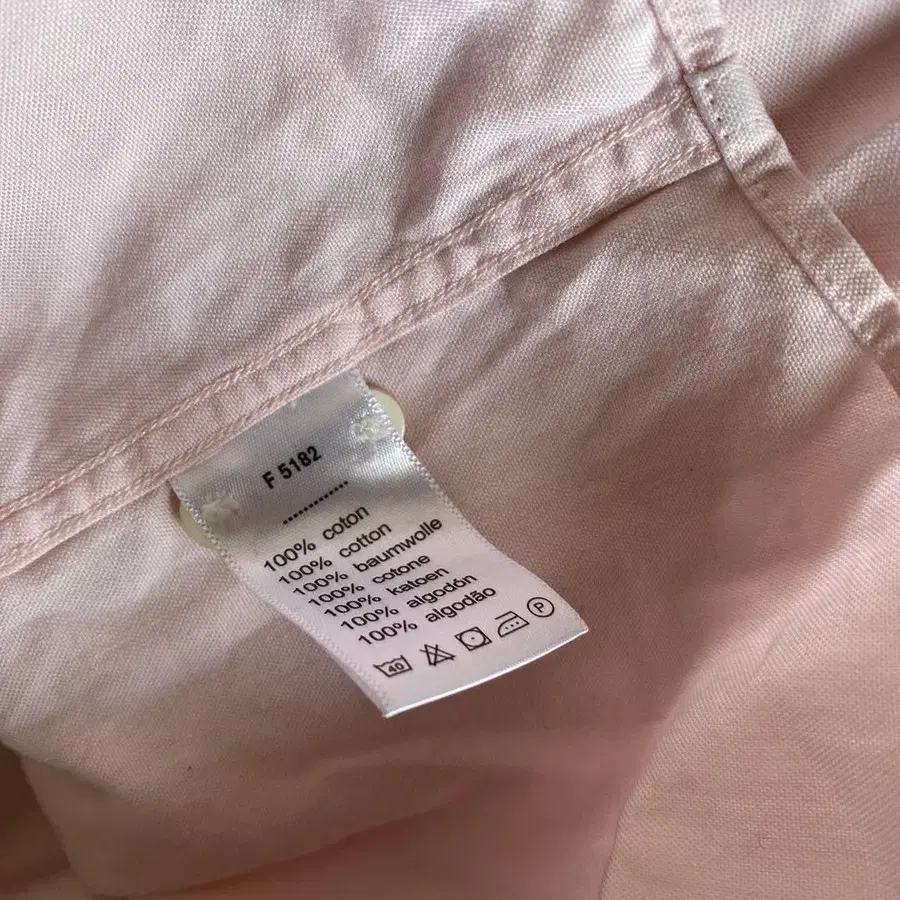 F 5182
.............
100% coton
100% cotton
100% baumwolle
100% cotone
100% katoen
100% algodón
100% algodão
40 P